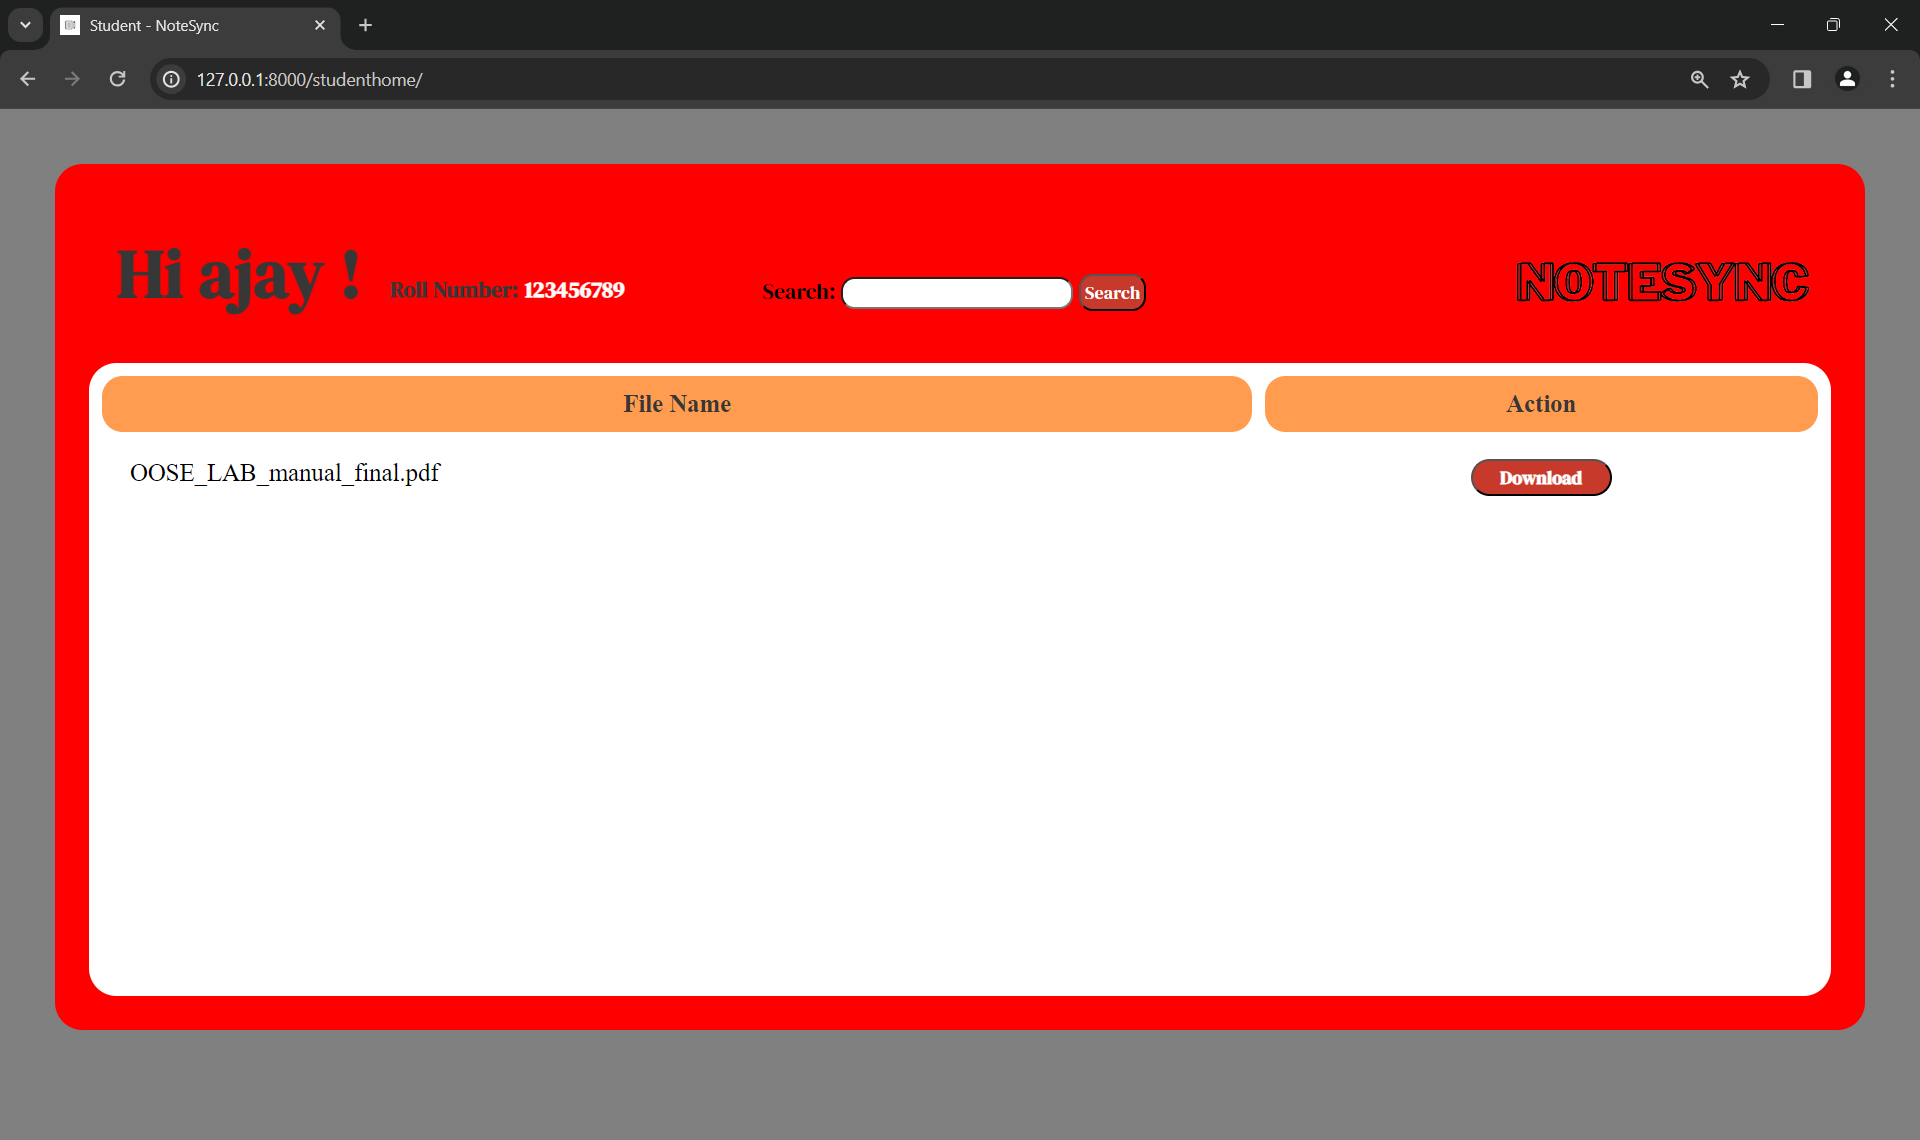 Student - NoteSync
127.0.0.1:8000/studenthome/
Hi ajay !
Roll Number: 123456789
Search:
Search
NOTESYNC
File Name
Action
OOSE_LAB_manual_final.pdf
Download